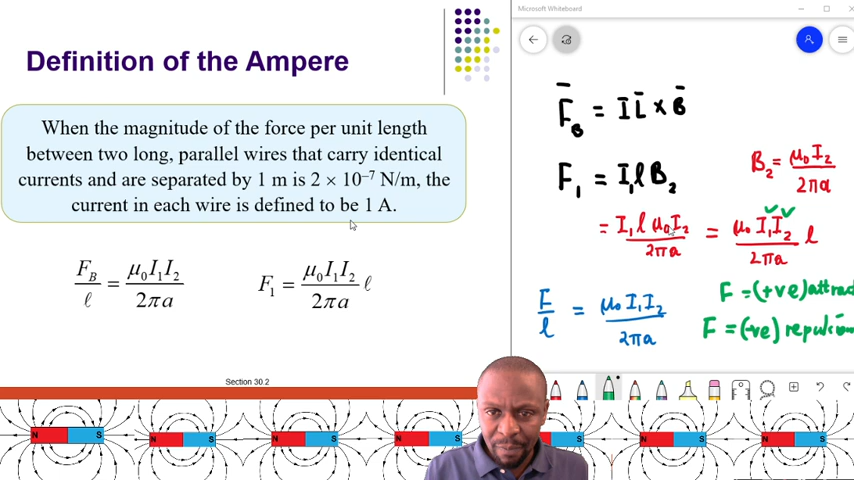 Definition of the Ampere
When the magnitude of the force per unit length
between two long, parallel wires that carry identical
currents and are separated by 1 m is 2 × 10⁻⁷ N/m, the
current in each wire is defined to be 1 A.
F_B/ℓ = μ₀I₁I₂/2πa
F₁ = μ₀I₁I₂/2πa ℓ
Section 30.2
Microsoft Whiteboard
F̄_B = I L̄ × B̄
F₁ = I₁ l B₂
B₂ = μ₀I₂/2πa
= I₁ l μ₀I₂/2πa = μ₀I₁I₂/2πa l
F/l = μ₀I₁I₂/2πa
F = (+ve) attract
F = (-ve) repulsion
N S
N S
N S
N S
S
N S
N S